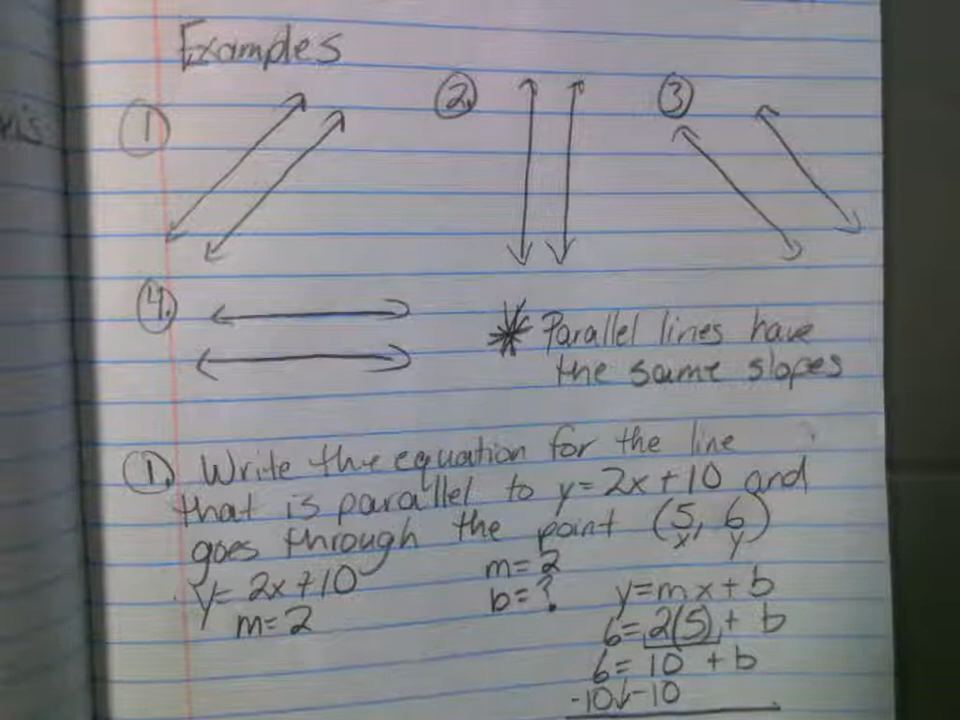 Examples
1
2.
3
4.
* Parallel lines have
the same slopes
1. Write the equation for the line
that is parallel to y=2x+10 and
goes through the point (5, 6)
x y
y= 2x+10
m=2
m=2
b=?
y=mx+b
6=2(5)+b
6=10+b
-10↓-10